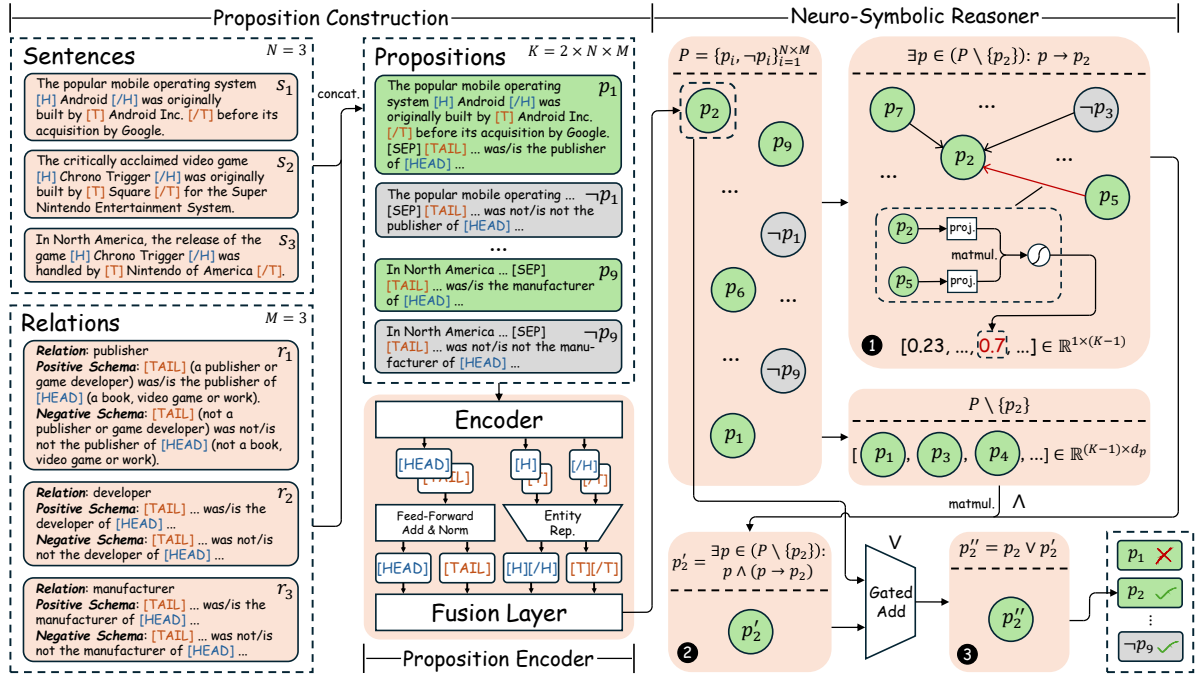 Proposition Construction
Neuro-Symbolic Reasoner
Sentences
N = 3
The popular mobile operating system
[H] Android [/H] was originally
built by [T] Android Inc. [/T] before its
acquisition by Google.
s₁
The critically acclaimed video game
[H] Chrono Trigger [/H] was originally
built by [T] Square [/T] for the Super
Nintendo Entertainment System.
s₂
In North America, the release of the
game [H] Chrono Trigger [/H] was
handled by [T] Nintendo of America [/T].
s₃
Relations
M = 3
Relation: publisher
Positive Schema: [TAIL] (a publisher or
game developer) was/is the publisher of
[HEAD] (a book, video game or work).
Negative Schema: [TAIL] (not a
publisher or game developer) was not/is
not the publisher of [HEAD] (not a book,
video game or work).
r₁
Relation: developer
Positive Schema: [TAIL] ... was/is the
developer of [HEAD] ...
Negative Schema: [TAIL] ... was not/is
not the developer of [HEAD] ...
r₂
Relation: manufacturer
Positive Schema: [TAIL] ... was/is the
manufacturer of [HEAD] ...
Negative Schema: [TAIL] ... was not/is
not the manufacturer of [HEAD] ...
r₃
concat.
Propositions
K = 2 × N × M
The popular mobile operating
system [H] Android [/H] was
originally built by [T] Android Inc.
[/T] before its acquisition by Google.
[SEP] [TAIL] ... was/is the publisher
of [HEAD] ...
p₁
The popular mobile operating ...
[SEP] [TAIL] ... was not/is not the
publisher of [HEAD] ...
¬p₁
...
In North America ... [SEP]
[TAIL] ... was/is the
manufacturer of [HEAD] ...
p₉
In North America ... [SEP]
[TAIL] ... was not/is not the manu-
facturer of [HEAD] ...
¬p₉
Encoder
[HEAD]
[TAIL]
[H]
[T]
[/H]
[/T]
Feed-Forward
Add & Norm
Entity
Rep.
[HEAD]
[TAIL]
[H][/H]
[T][/T]
Fusion Layer
Proposition Encoder
P = {pᵢ, ¬pᵢ}ᵢ₌₁ᴺˣᴹ
p₂
p₉
...
¬p₁
p₆
...
¬p₉
p₁
∃p ∈ (P \ {p₂}): p → p₂
p₇
...
¬p₃
p₂
...
...
p₅
p₂
proj.
matmul.
p₅
proj.
❶
[0.23, ..., 0.7, ...] ∈ ℝ^{1×(K−1)}
P \ {p₂}
[ p₁ , p₃ , p₄ , ...] ∈ ℝ^{(K−1)×d_p}
matmul.
∧
p₂′ =
∃p ∈ (P \ {p₂}):
p ∧ (p → p₂)
p₂′
❷
∨
Gated
Add
p₂″ = p₂ ∨ p₂′
p₂″
❸
p₁
p₂
⋮
¬p₉